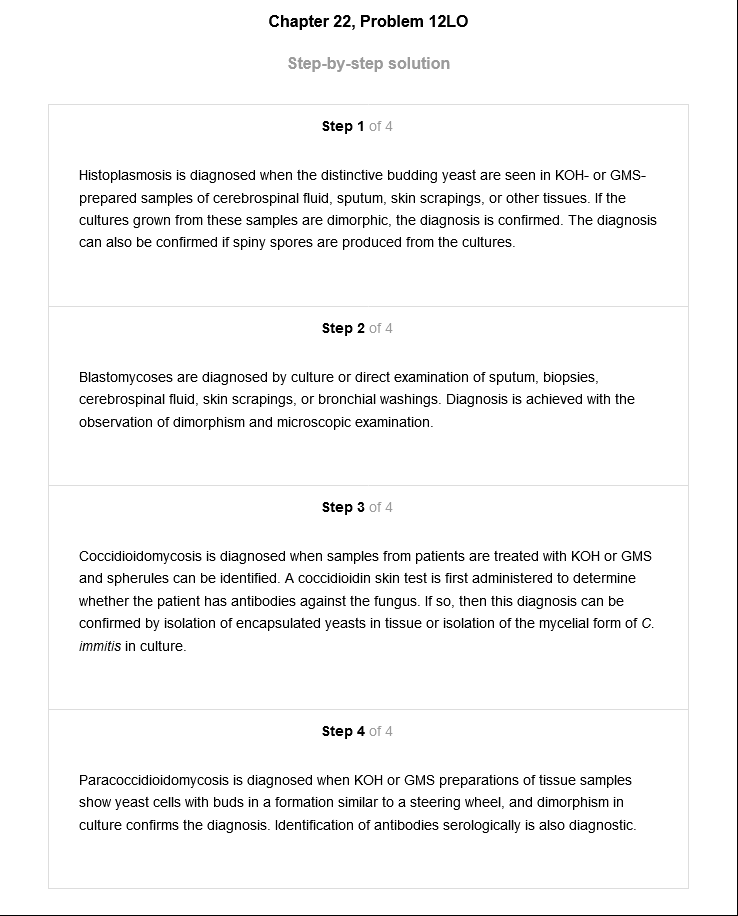 Chapter 22, Problem 12LO
Step-by-step solution
Step 1 of 4
Histoplasmosis is diagnosed when the distinctive budding yeast are seen in KOH- or GMS-
prepared samples of cerebrospinal fluid, sputum, skin scrapings, or other tissues. If the
cultures grown from these samples are dimorphic, the diagnosis is confirmed. The diagnosis
can also be confirmed if spiny spores are produced from the cultures.
Step 2 of 4
Blastomycoses are diagnosed by culture or direct examination of sputum, biopsies,
cerebrospinal fluid, skin scrapings, or bronchial washings. Diagnosis is achieved with the
observation of dimorphism and microscopic examination.
Step 3 of 4
Coccidioidomycosis is diagnosed when samples from patients are treated with KOH or GMS
and spherules can be identified. A coccidioidin skin test is first administered to determine
whether the patient has antibodies against the fungus. If so, then this diagnosis can be
confirmed by isolation of encapsulated yeasts in tissue or isolation of the mycelial form of C.
immitis in culture.
Step 4 of 4
Paracoccidioidomycosis is diagnosed when KOH or GMS preparations of tissue samples
show yeast cells with buds in a formation similar to a steering wheel, and dimorphism in
culture confirms the diagnosis. Identification of antibodies serologically is also diagnostic.